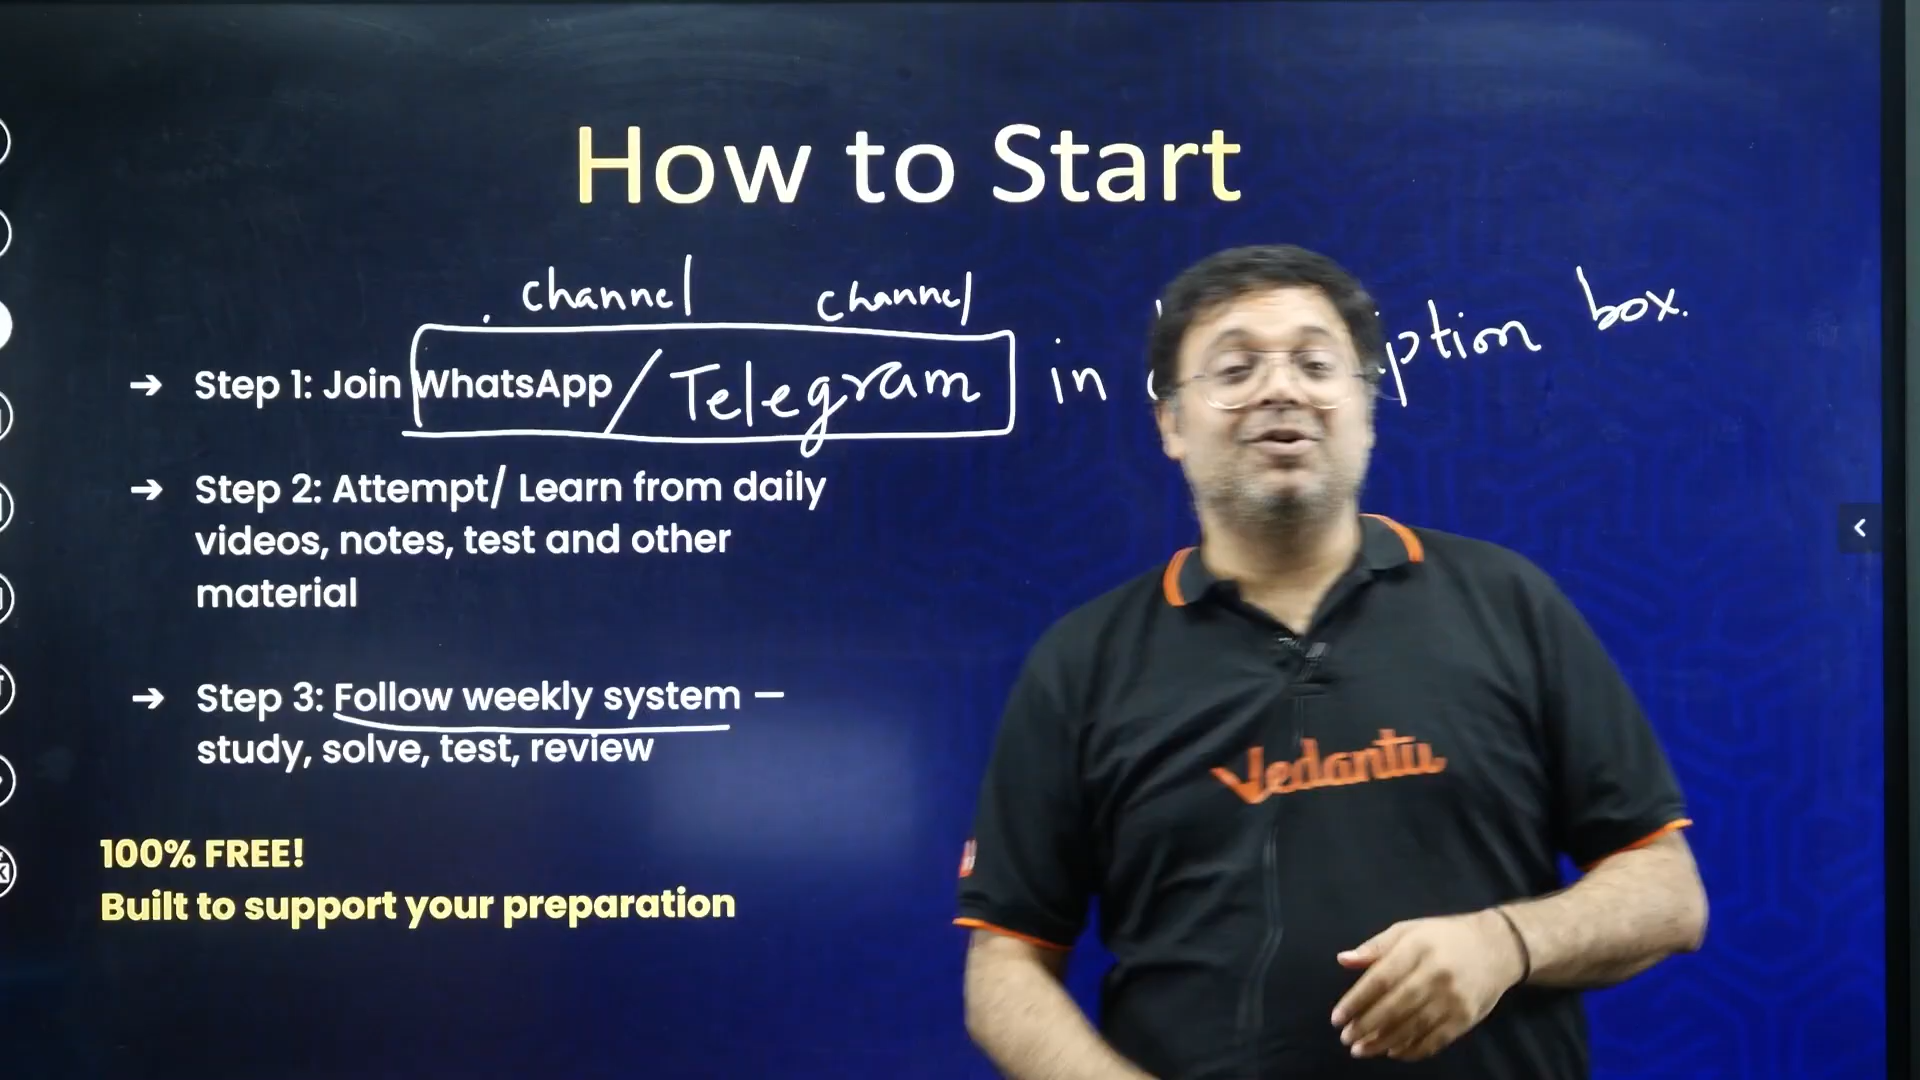 How to Start
channel channel
→ Step 1: Join WhatsApp / Telegram in box.
→ Step 2: Attempt/ Learn from daily
videos, notes, test and other
material
→ Step 3: Follow weekly system –
study, solve, test, review
100% FREE!
Built to support your preparation
Vedantu